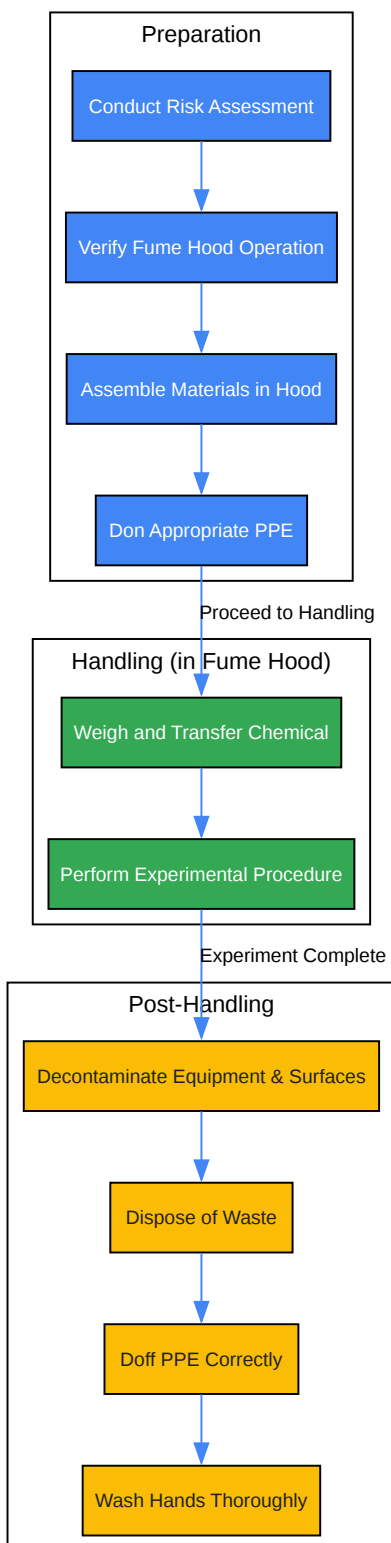 Preparation
Conduct Risk Assessment
Verify Fume Hood Operation
Assemble Materials in Hood
Don Appropriate PPE
Proceed to Handling
Handling (in Fume Hood)
Weigh and Transfer Chemical
Perform Experimental Procedure
Experiment Complete
Post-Handling
Decontaminate Equipment & Surfaces
Dispose of Waste
Doff PPE Correctly
Wash Hands Thoroughly